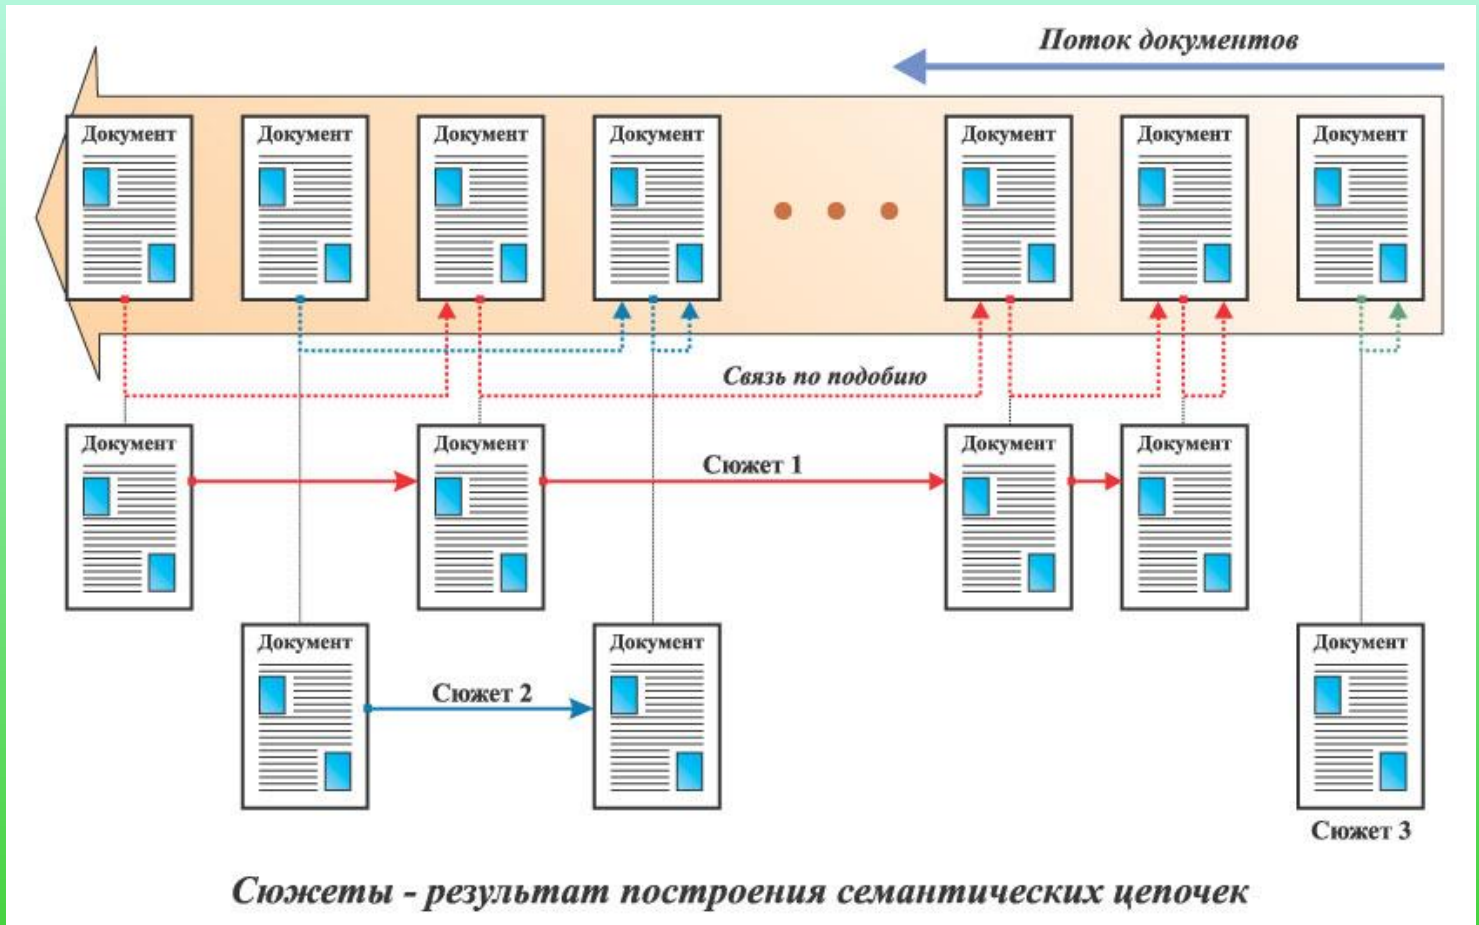 Поток документов
Документ Документ Документ Документ Документ Документ Документ
Связь по подобию
Документ Документ Документ Документ
Сюжет 1
Документ Документ Документ
Сюжет 2
Сюжет 3
Сюжеты - результат построения семантических цепочек